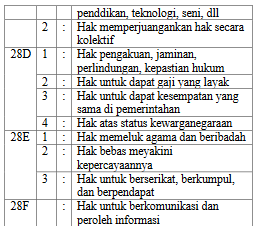 penddikan, teknologi, seni, dll
2 : Hak memperjuangankan hak secara
kolektif
28D 1 : Hak pengakuan, jaminan,
perlindungan, kepastian hukum
2 : Hak untuk dapat gaji yang layak
3 : Hak untuk dapat kesempatan yang
sama di pemerintahan
4 : Hak atas status kewarganegaraan
28E 1 : Hak memeluk agama dan beribadah
2 : Hak bebas meyakini
kepercayaannya
3 : Hak untuk berserikat, berkumpul,
dan berpendapat
28F : Hak untuk berkomunikasi dan
peroleh informasi